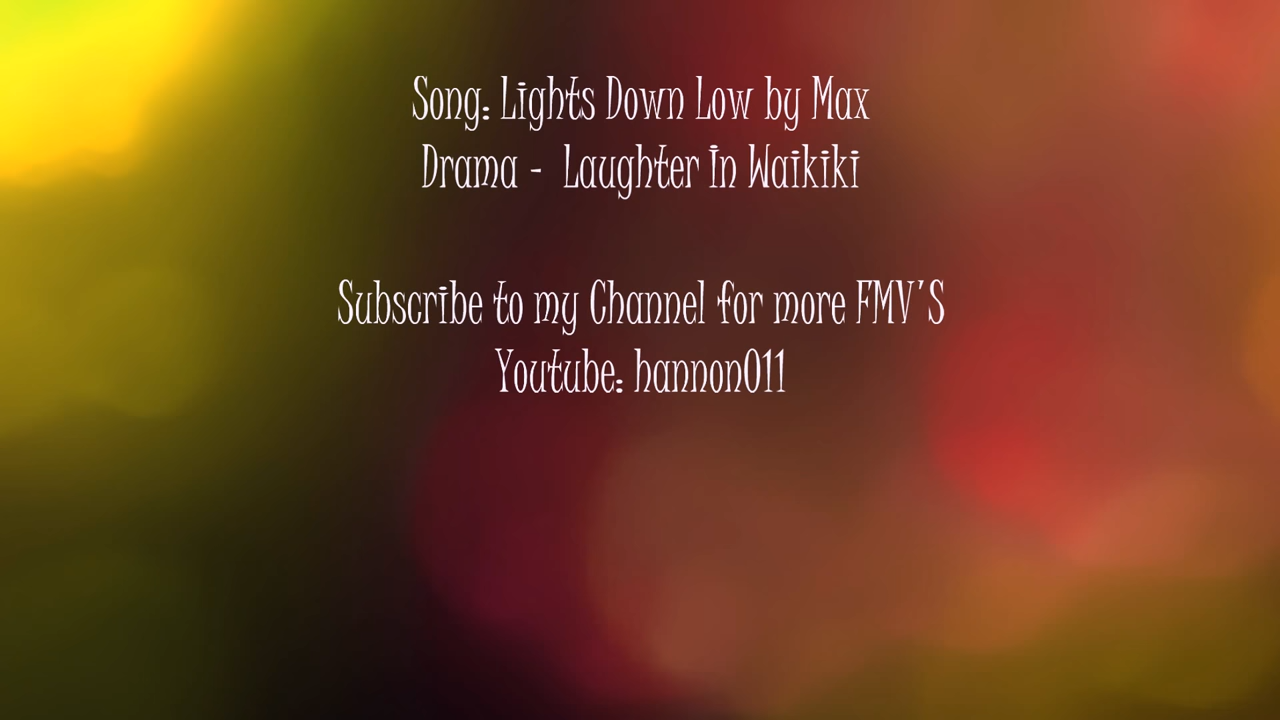 Song: Lights Down Low by Max
Drama -  Laughter In Waikiki
Subscribe to my Channel for more FMV'S
Youtube: hannon011